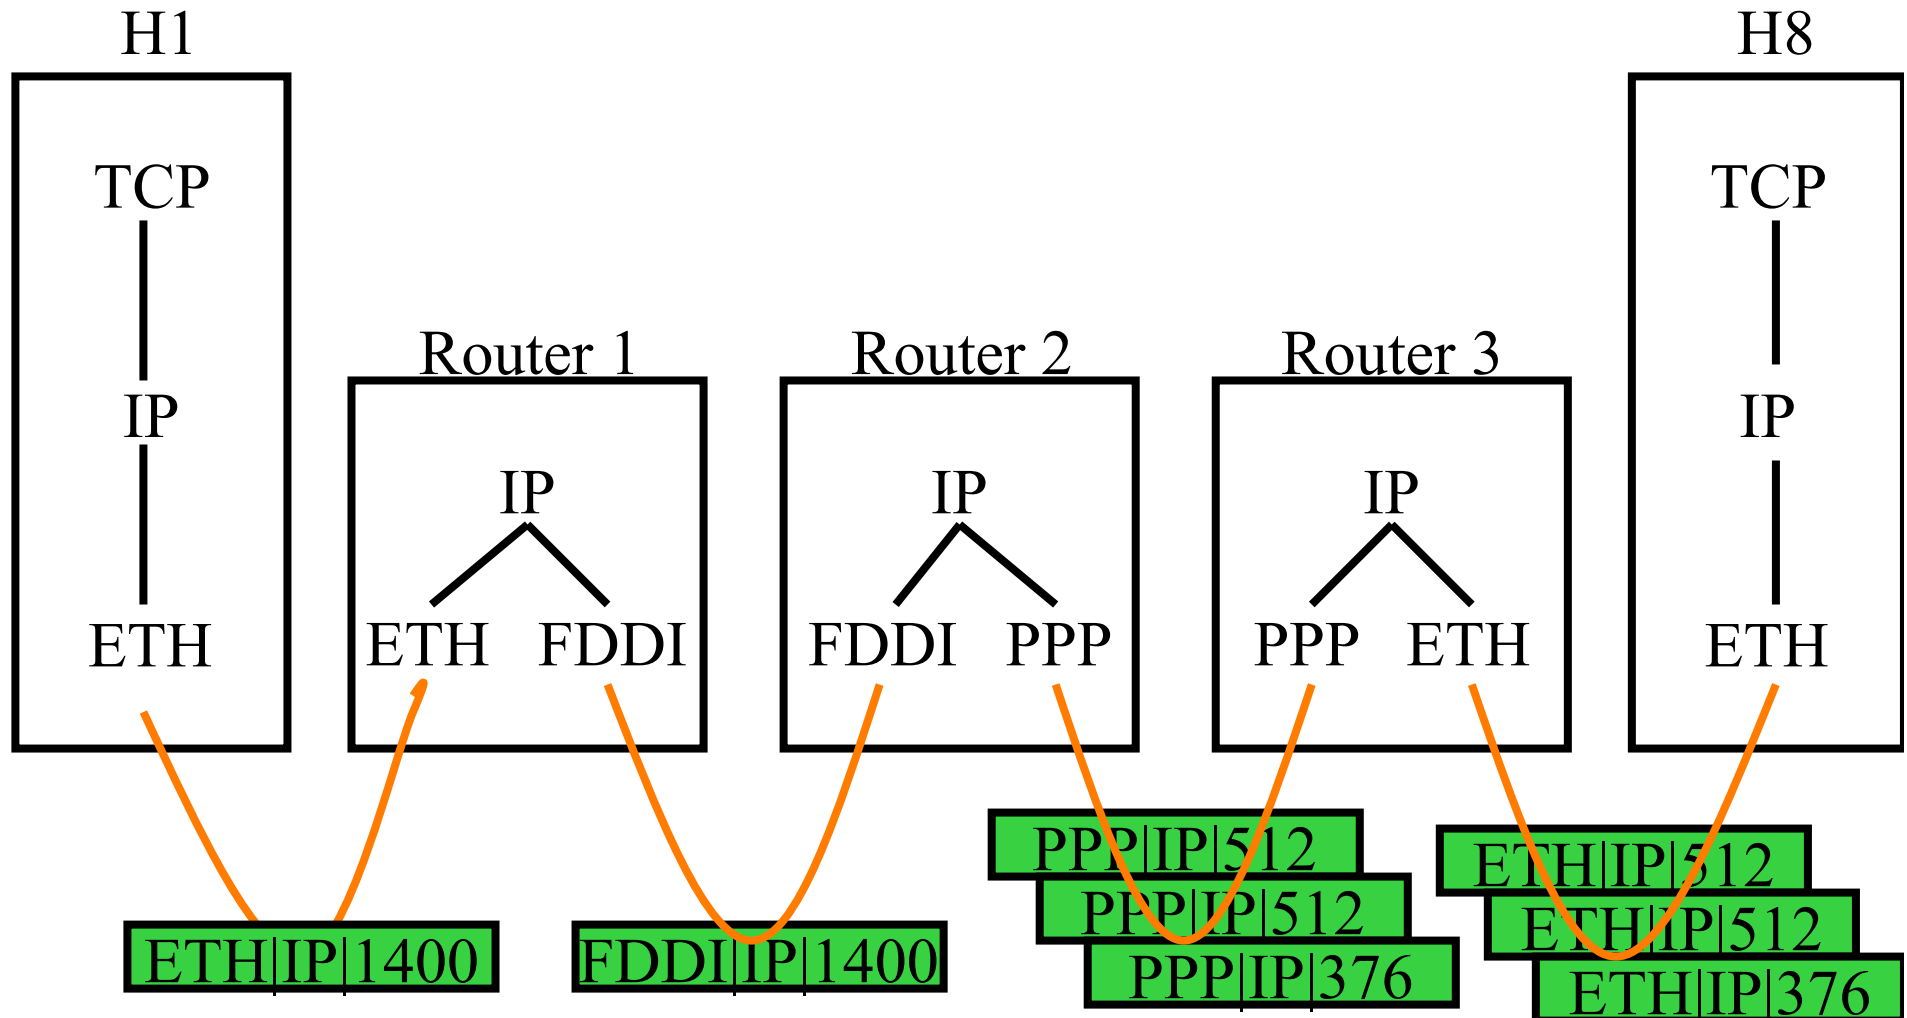 H1
H8
TCP
TCP
Router 1
Router 2
Router 3
IP
IP
IP
IP
IP
ETH
ETH FDDI
FDDI PPP
PPP ETH
ETH
PPP|IP|512
PPP|IP|512
PPP|IP|376
ETH|IP|512
ETH|IP|512
ETH|IP|376
ETH|IP|1400
FDDI|IP|1400